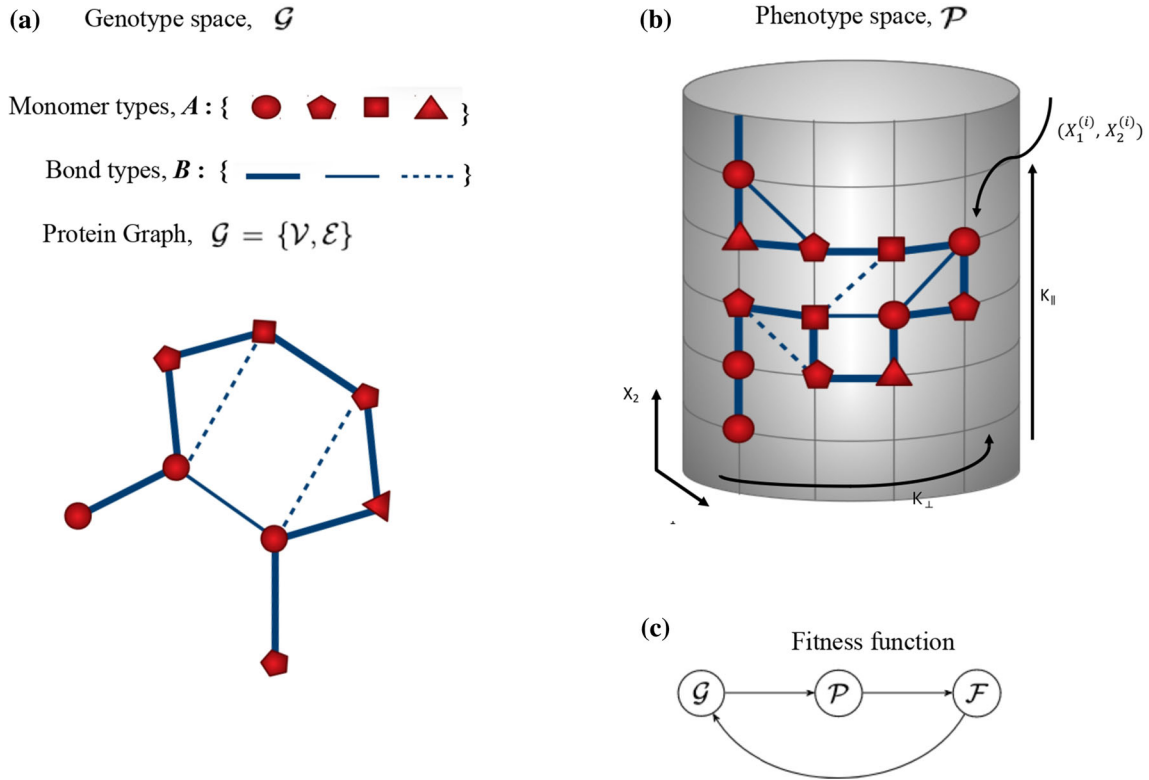 (a) Genotype space, 𝒢
Monomer types, A : { }
Bond types, B : { }
Protein Graph, 𝒢 = {𝒱, ℰ}
(b) Phenotype space, 𝒫
(X₁⁽ⁱ⁾, X₂⁽ⁱ⁾)
K∥
X₂
K⊥
(c)
Fitness function
𝒢 𝒫 ℱ